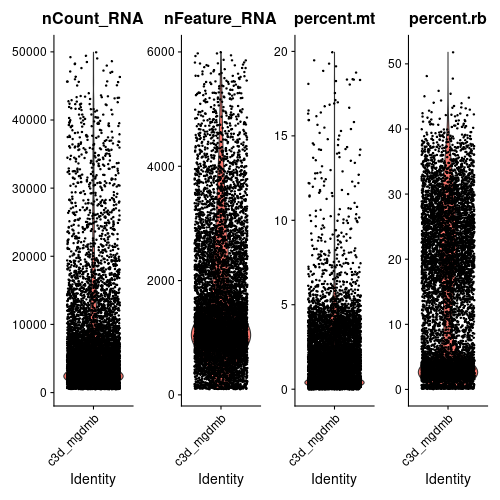 nCount_RNA
50000
40000
30000
20000
10000
0
c3d_mgdmb
Identity
nFeature_RNA
6000
4000
2000
0
c3d_mgdmb
Identity
percent.mt
20
15
10
5
0
c3d_mgdmb
Identity
percent.rb
50
40
30
20
10
0
c3d_mgdmb
Identity